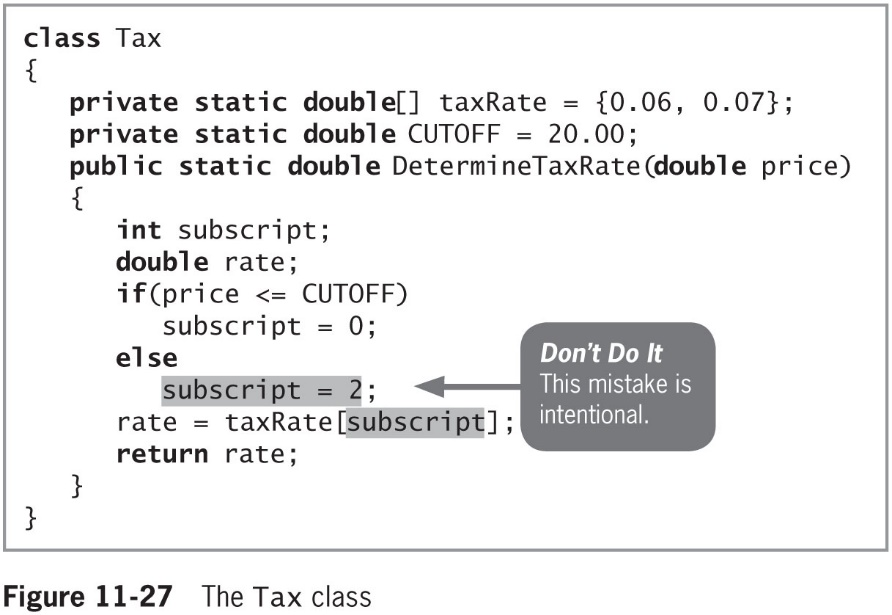 class Tax
{
private static double[] taxRate = {0.06, 0.07};
private static double CUTOFF = 20.00;
public static double DetermineTaxRate(double price)
{
int subscript;
double rate;
if(price <= CUTOFF)
subscript = 0;
else
subscript = 2;
rate = taxRate[subscript];
return rate;
}
}
Don't Do It
This mistake is
intentional.
Figure 11-27 The Tax class